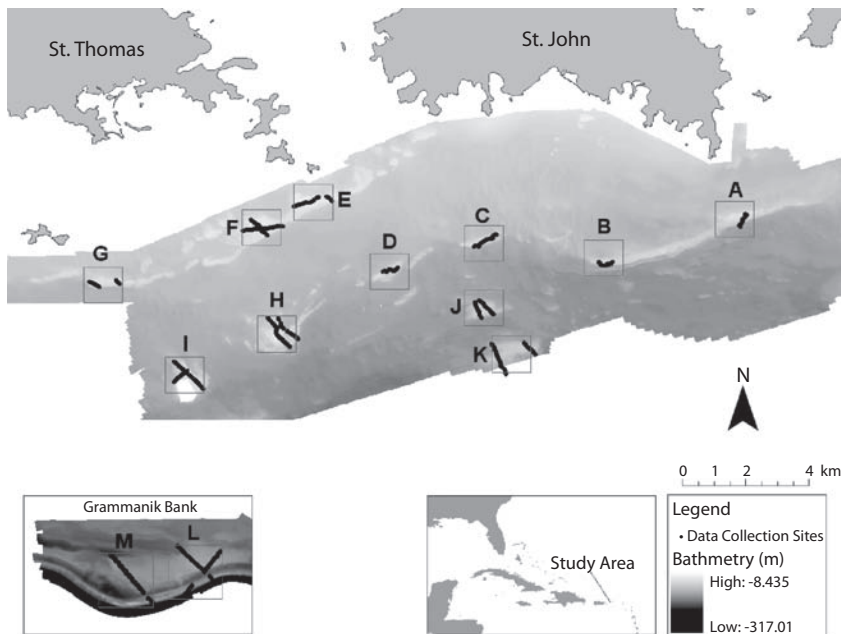 St. Thomas
St. John
A
E
C
B
F
D
G
H
J
I
K
N
0 1 2 4 km
Grammanik Bank
M
L
Study Area
Legend
• Data Collection Sites
Bathmetry (m)
High: -8.435
Low: -317.01